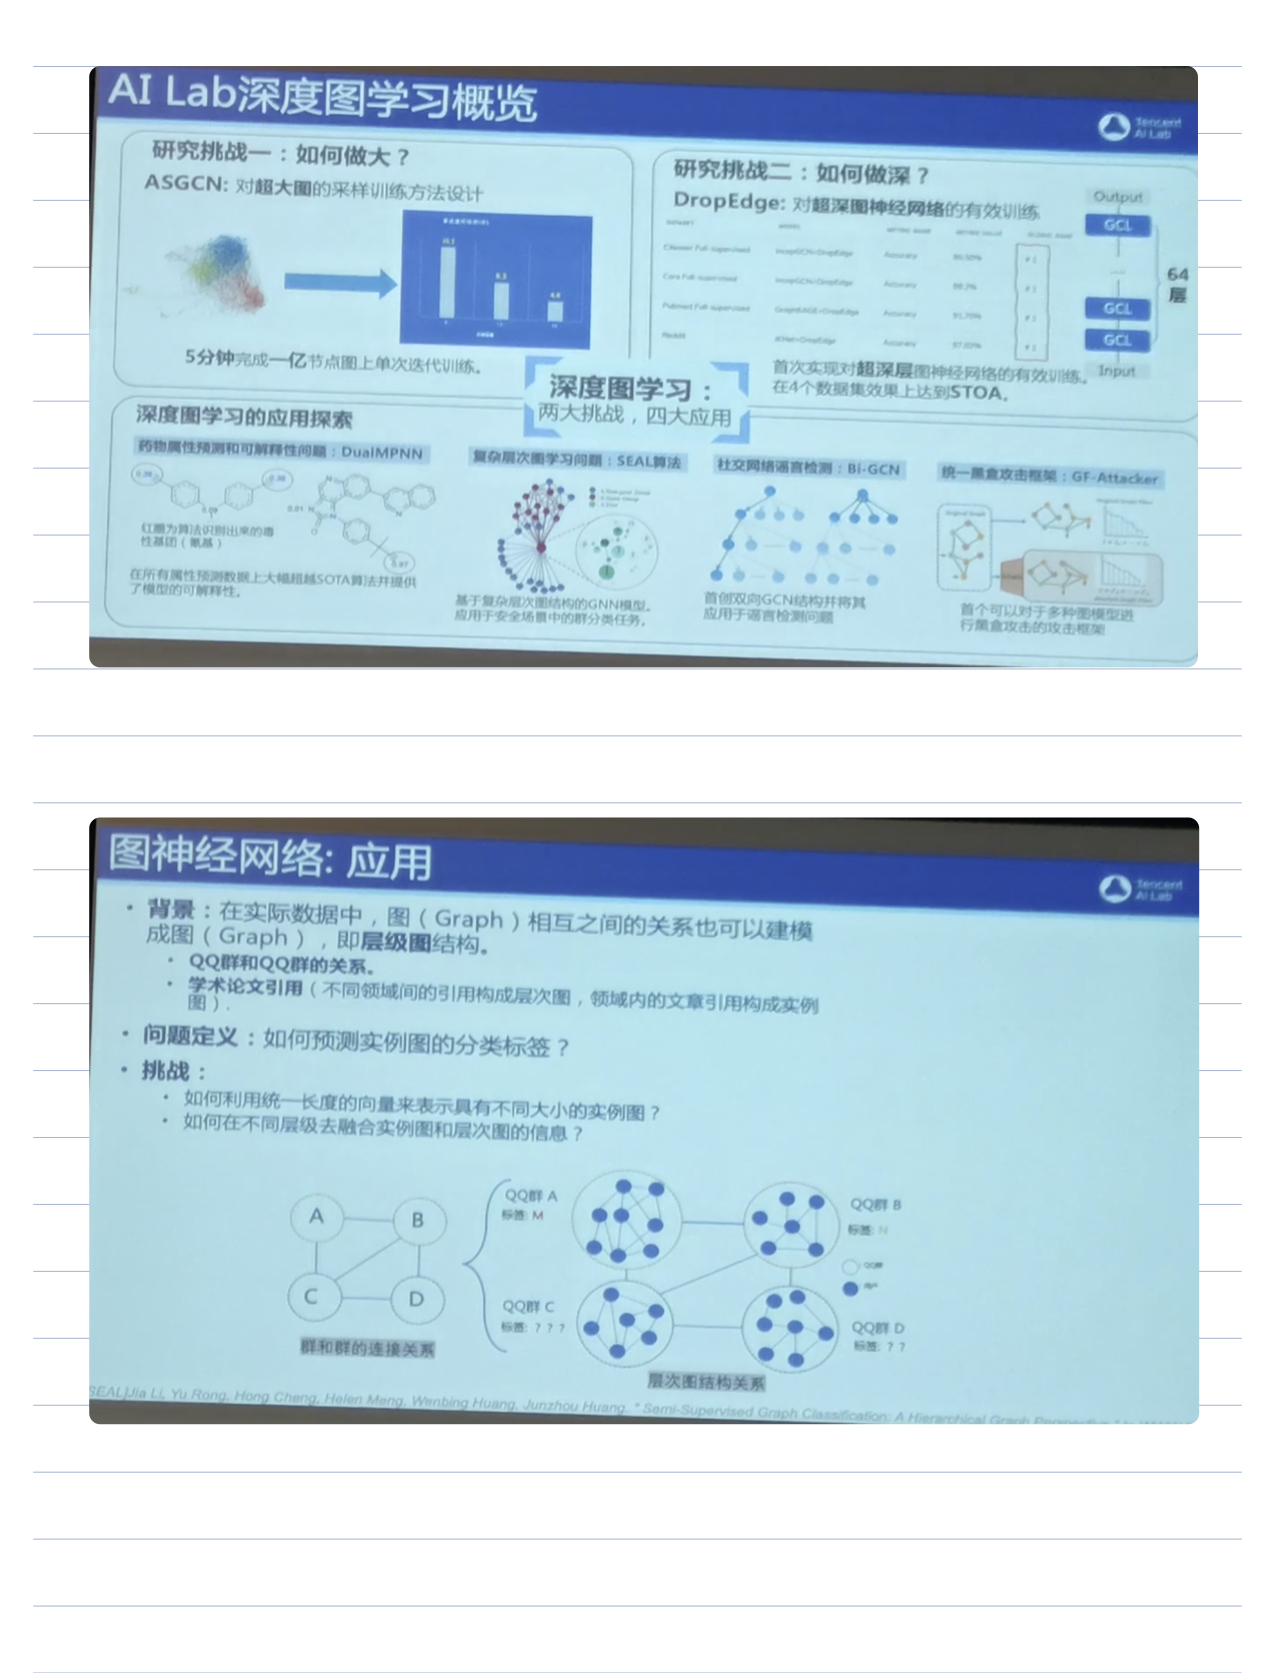 AI Lab深度图学习概览
Tencent
AI Lab
研究挑战一：如何做大？
ASGCN: 对超大图的采样训练方法设计
5分钟完成一亿节点图上单次迭代训练。
研究挑战二：如何做深？
DropEdge: 对超深图神经网络的有效训练
Citeseer Full-supervised IncepGCN+DropEdge Accuracy
Cora Full-supervised IncepGCN+DropEdge Accuracy
Pubmed Full-supervised GraphSAGE+DropEdge Accuracy
Reddit JKNet+DropEdge Accuracy
Output
GCL
GCL
GCL
Input
64
层
首次实现对超深层图神经网络的有效训练。
在4个数据集效果上达到STOA。
深度图学习：
两大挑战，四大应用
深度图学习的应用探索
药物属性预测和可解释性问题：DualMPNN
红圈为算法识别出来的毒
性基团（氰基）
在所有属性预测数据上大幅超越SOTA算法并提供
了模型的可解释性。
复杂层次图学习问题：SEAL算法
基于复杂层次图结构的GNN模型。
应用于安全场景中的群分类任务。
社交网络谣言检测：Bi-GCN
首创双向GCN结构并将其
应用于谣言检测问题
统一黑盒攻击框架：GF-Attacker
首个可以对于多种图模型进
行黑盒攻击的攻击框架
图神经网络: 应用
Tencent
AI Lab
• 背景：在实际数据中，图（Graph）相互之间的关系也可以建模
成图（Graph），即层级图结构。
• QQ群和QQ群的关系。
• 学术论文引用（不同领域间的引用构成层次图，领域内的文章引用构成实例
图）.
• 问题定义：如何预测实例图的分类标签？
• 挑战：
• 如何利用统一长度的向量来表示具有不同大小的实例图？
• 如何在不同层级去融合实例图和层次图的信息？
A
B
C
D
群和群的连接关系
QQ群 A
标签: M
QQ群 B
标签: N
QQ群
用户
QQ群 C
标签: ? ? ?
QQ群 D
标签: ? ?
层次图结构关系
SEAL]Jia Li, Yu Rong, Hong Cheng, Helen Meng, Wenbing Huang, Junzhou Huang. " Semi-Supervised Graph Classification: A Hierarchical Graph Perspective "